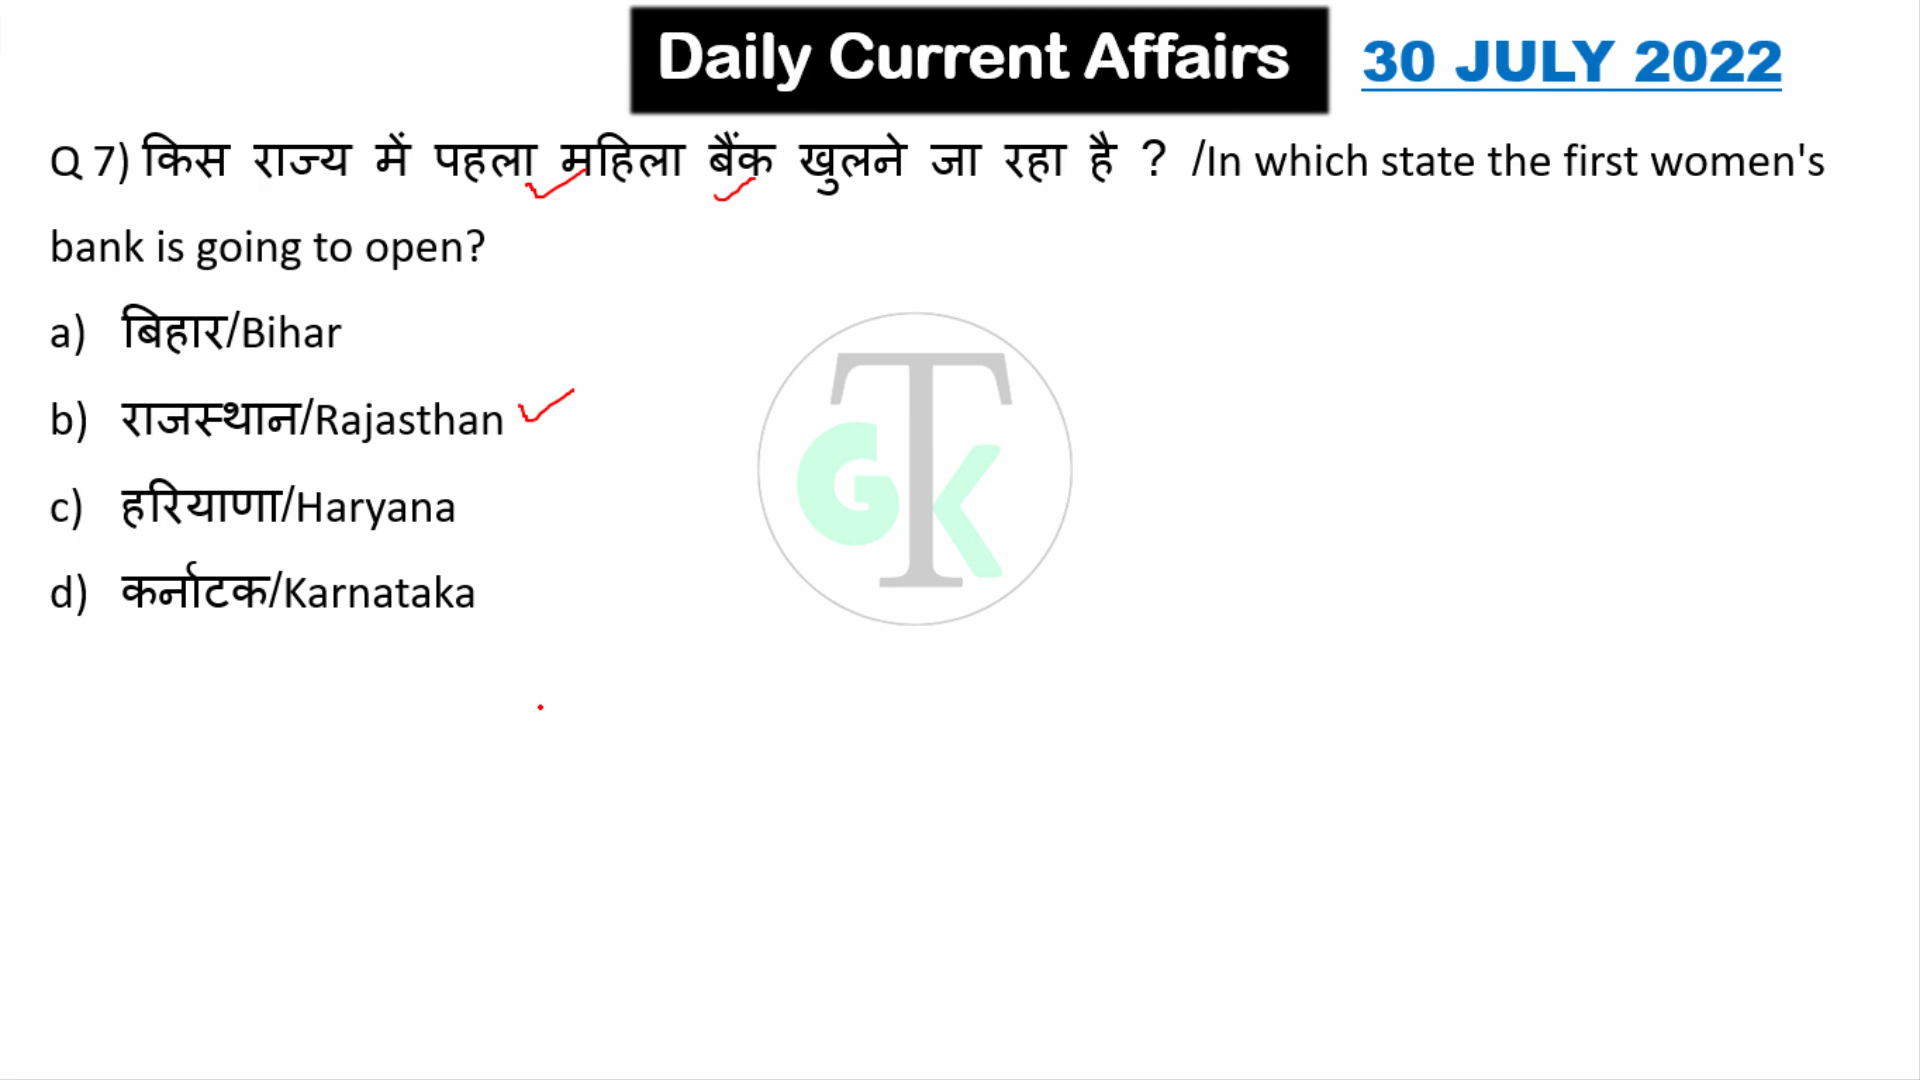 Daily Current Affairs 30 JULY 2022
Q 7) किस राज्य में पहला महिला बैंक खुलने जा रहा है ? /In which state the first women's
bank is going to open?
a) बिहार/Bihar
b) राजस्थान/Rajasthan
c) हरियाणा/Haryana
d) कर्नाटक/Karnataka
GTK